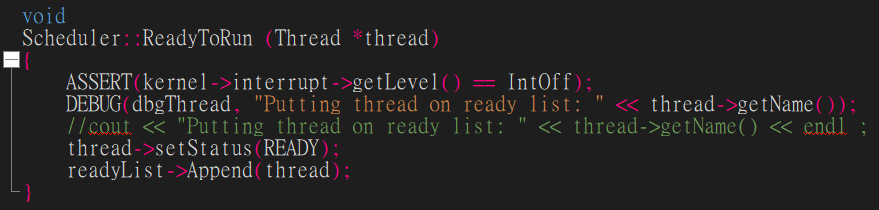 void
Scheduler::ReadyToRun (Thread *thread)
{
    ASSERT(kernel->interrupt->getLevel() == IntOff);
    DEBUG(dbgThread, "Putting thread on ready list: " << thread->getName());
    //cout << "Putting thread on ready list: " << thread->getName() << endl ;
    thread->setStatus(READY);
    readyList->Append(thread);
}